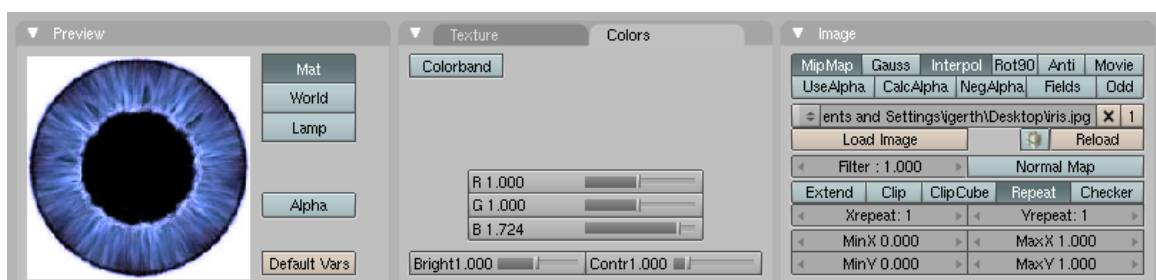 Preview
Mat
World
Lamp
Alpha
Default Vars
Texture Colors
Colorband
R 1.000
G 1.000
B 1.724
Bright1.000 Contr1.000
Image
MipMap Gauss Interpol Rot90 Anti Movie
UseAlpha CalcAlpha NegAlpha Fields Odd
ents and Settings\igerth\Desktop\iris.jpg X 1
Load Image Reload
Filter : 1.000 Normal Map
Extend Clip ClipCube Repeat Checker
Xrepeat: 1 Yrepeat: 1
MinX 0.000 MaxX 1.000
MinY 0.000 MaxY 1.000